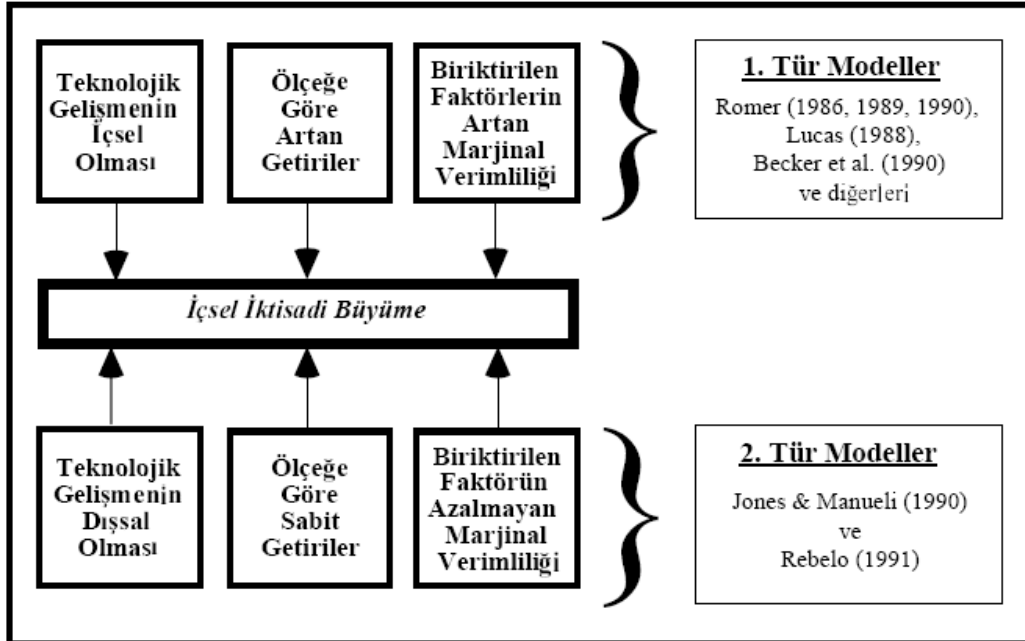 Teknolojik
Gelişmenin
İçsel
Olması
Ölçeğe
Göre
Artan
Getiriler
Biriktirilen
Faktörlerin
Artan
Marjinal
Verimliliği
1. Tür Modeller
Romer (1986, 1989, 1990),
Lucas (1988),
Becker et al. (1990)
ve diğerleri
İçsel İktisadi Büyüme
Teknolojik
Gelişmenin
Dışsal
Olması
Ölçeğe
Göre
Sabit
Getiriler
Biriktirilen
Faktörün
Azalmayan
Marjinal
Verimliliği
2. Tür Modeller
Jones & Manueli (1990)
ve
Rebelo (1991)